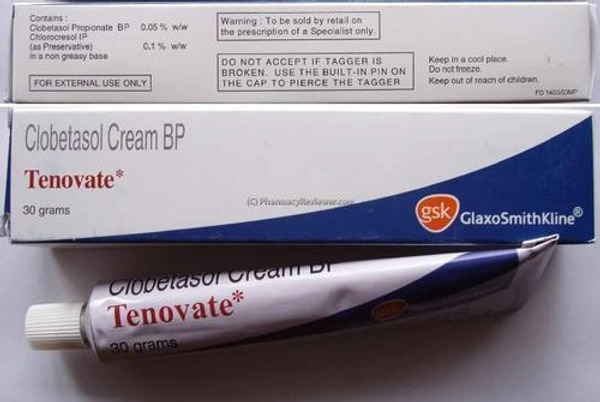 Contains :
Clobetasol Propionate BP 0.05 % w/w
Chlorocresol IP
(as Preservative) 0.1 % w/w
in a non greasy base
FOR EXTERNAL USE ONLY
Warning : To be sold by retail on
the prescription of a Specialist only.
DO NOT ACCEPT IF TAGGER IS
BROKEN. USE THE BUILT-IN PIN ON
THE CAP TO PIERCE THE TAGGER
Keep in a cool place.
Do not freeze.
Keep out of reach of children.
FD 1403/03MP
Clobetasol Cream BP
Tenovate*
30 grams
(C) PharmacyReviewer.com
gsk GlaxoSmithKline®
Clobetasol Cream BP
Tenovate*
30 grams